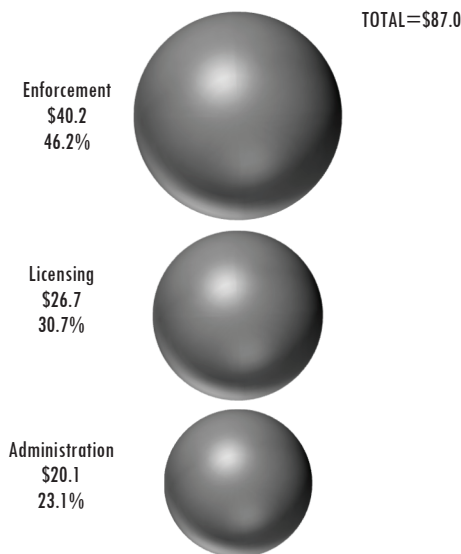 TOTAL=$87.0
Enforcement
$40.2
46.2%
Licensing
$26.7
30.7%
Administration
$20.1
23.1%